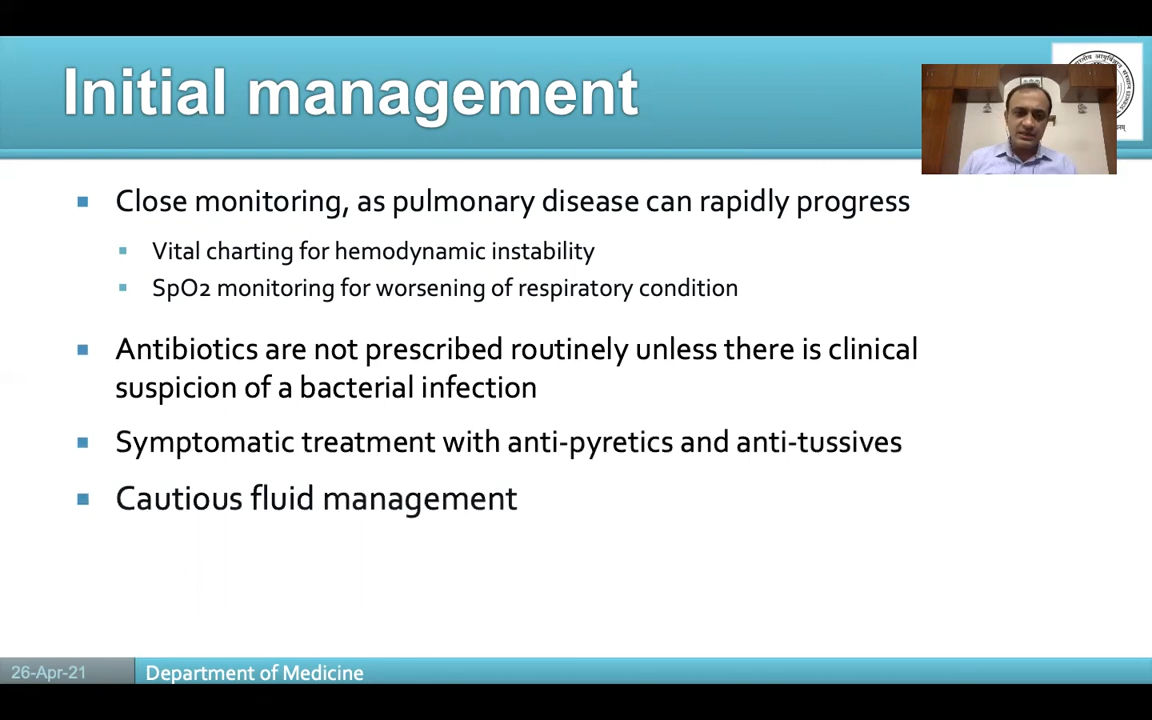 Initial management
Close monitoring, as pulmonary disease can rapidly progress
Vital charting for hemodynamic instability
SpO2 monitoring for worsening of respiratory condition
Antibiotics are not prescribed routinely unless there is clinical
suspicion of a bacterial infection
Symptomatic treatment with anti-pyretics and anti-tussives
Cautious fluid management
26-Apr-21
Department of Medicine